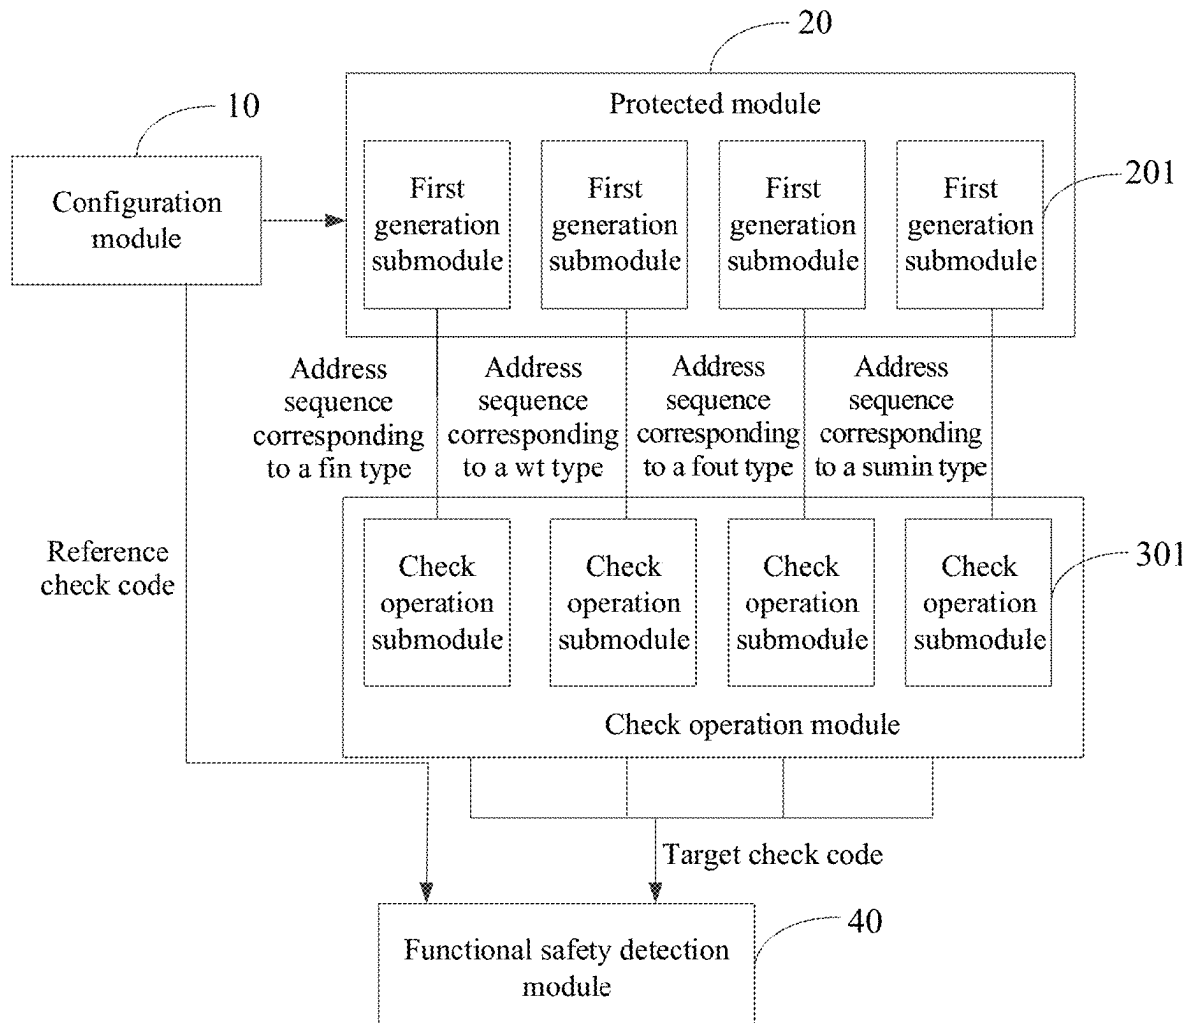 20
Protected module
10
Configuration
module
First
generation
submodule
First
generation
submodule
First
generation
submodule
First
generation
submodule
201
Address
sequence
corresponding
to a fin type
Address
sequence
corresponding
to a wt type
Address
sequence
corresponding
to a fout type
Address
sequence
corresponding
to a sumin type
Reference
check code
Check
operation
submodule
Check
operation
submodule
Check
operation
submodule
Check
operation
submodule
301
Check operation module
Target check code
40
Functional safety detection
module